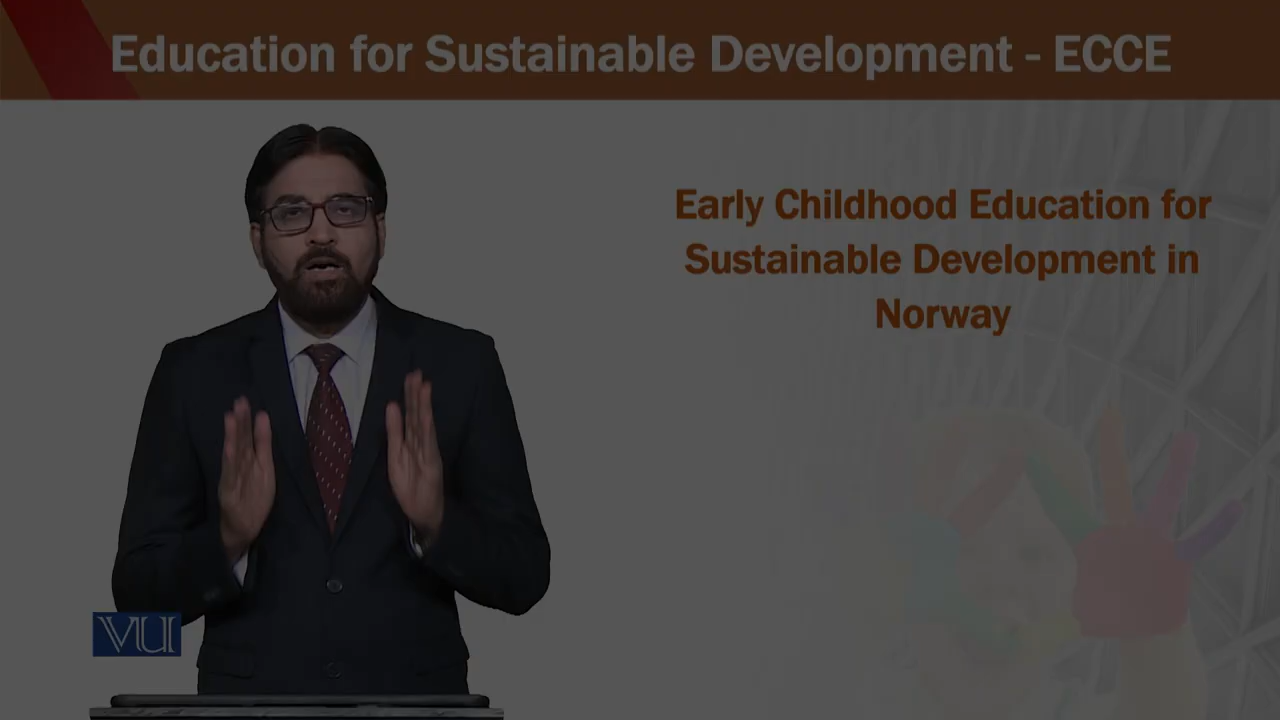 Education for Sustainable Development - ECCE
Early Childhood Education for
Sustainable Development in
Norway
VU